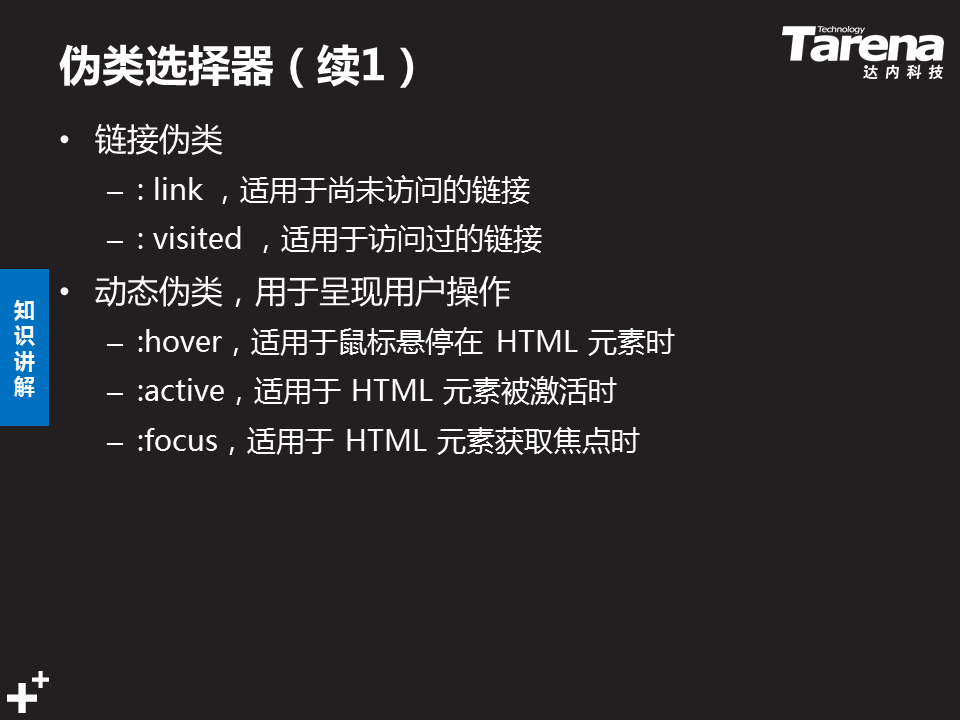 伪类选择器（续1）
Technology
Tarena
达内科技
• 链接伪类
– : link ，适用于尚未访问的链接
– : visited ，适用于访问过的链接
• 动态伪类，用于呈现用户操作
– :hover，适用于鼠标悬停在 HTML 元素时
– :active，适用于 HTML 元素被激活时
– :focus，适用于 HTML 元素获取焦点时
知
识
讲
解